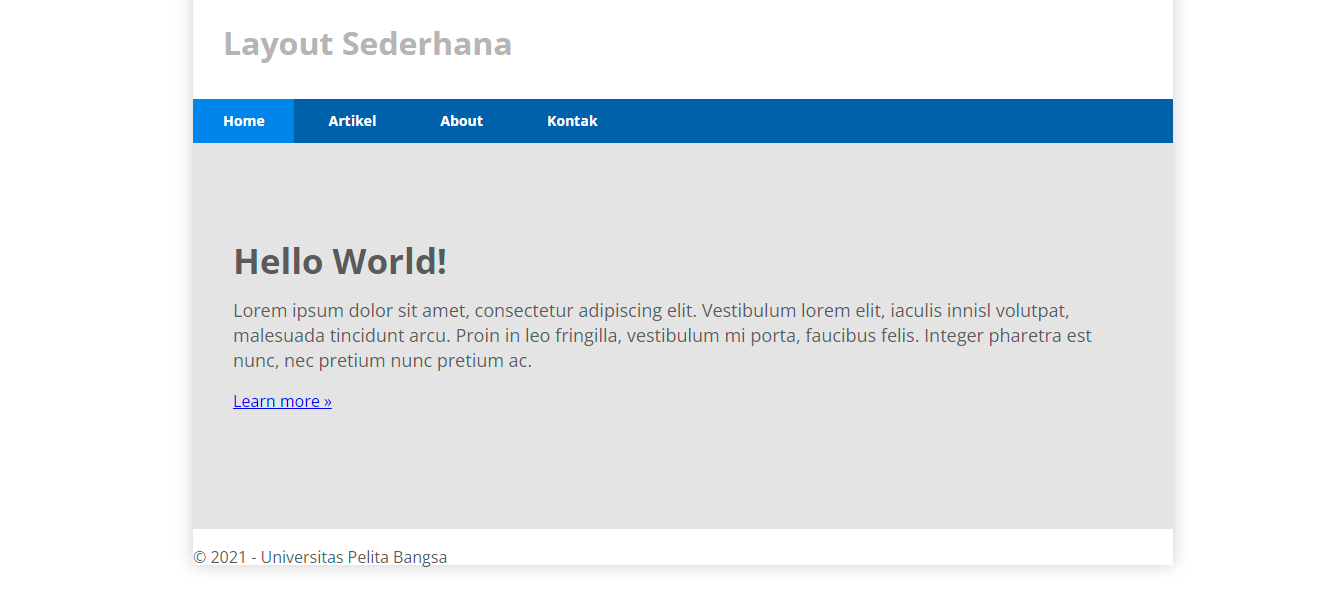 Layout Sederhana
Home Artikel About Kontak
Hello World!
Lorem ipsum dolor sit amet, consectetur adipiscing elit. Vestibulum lorem elit, iaculis innisl volutpat,
malesuada tincidunt arcu. Proin in leo fringilla, vestibulum mi porta, faucibus felis. Integer pharetra est
nunc, nec pretium nunc pretium ac.
Learn more »
© 2021 - Universitas Pelita Bangsa